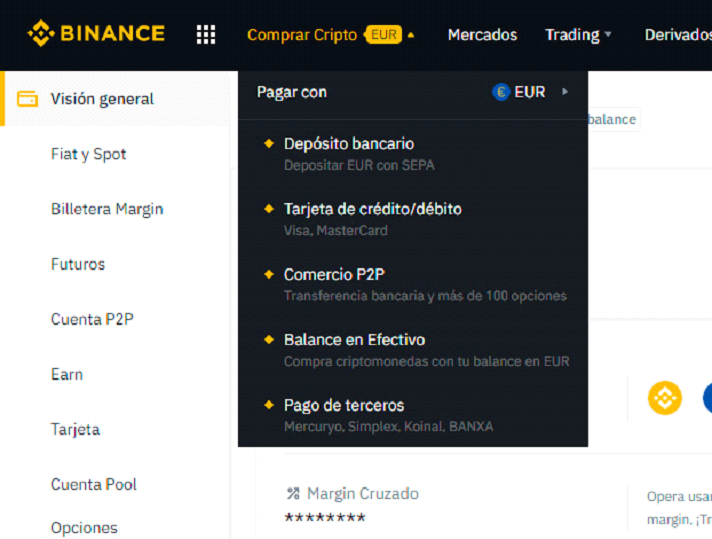 BINANCE
Comprar Cripto EUR
Mercados
Trading
Derivados
Visión general
Fiat y Spot
Billetera Margin
Futuros
Cuenta P2P
Earn
Tarjeta
Cuenta Pool
Opciones
Pagar con
€ EUR
Depósito bancario
Depositar EUR con SEPA
Tarjeta de crédito/débito
Visa, MasterCard
Comercio P2P
Transferencia bancaria y más de 100 opciones
Balance en Efectivo
Compra criptomonedas con tu balance en EUR
Pago de terceros
Mercuryo, Simplex, Koinal, BANXA
balance
Margin Cruzado
********
Opera
margin, ¡